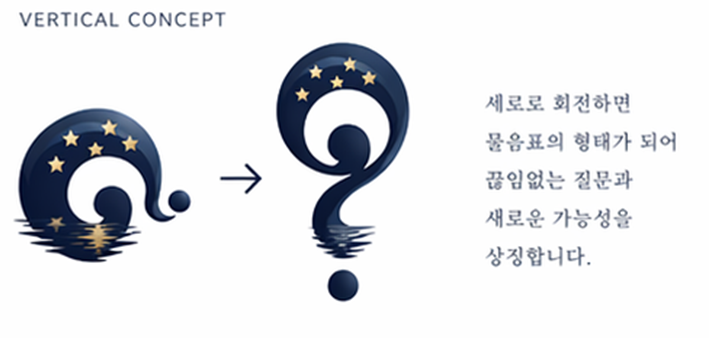 VERTICAL CONCEPT
세로로 회전하면
물음표의 형태가 되어
끊임없는 질문과
새로운 가능성을
상징합니다.